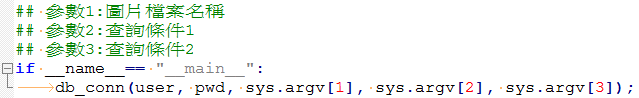 ## 參數1:圖片檔案名稱
## 參數2:查詢條件1
## 參數3:查詢條件2
if __name__== "__main__":
db_conn(user, pwd, sys.argv[1], sys.argv[2], sys.argv[3]);